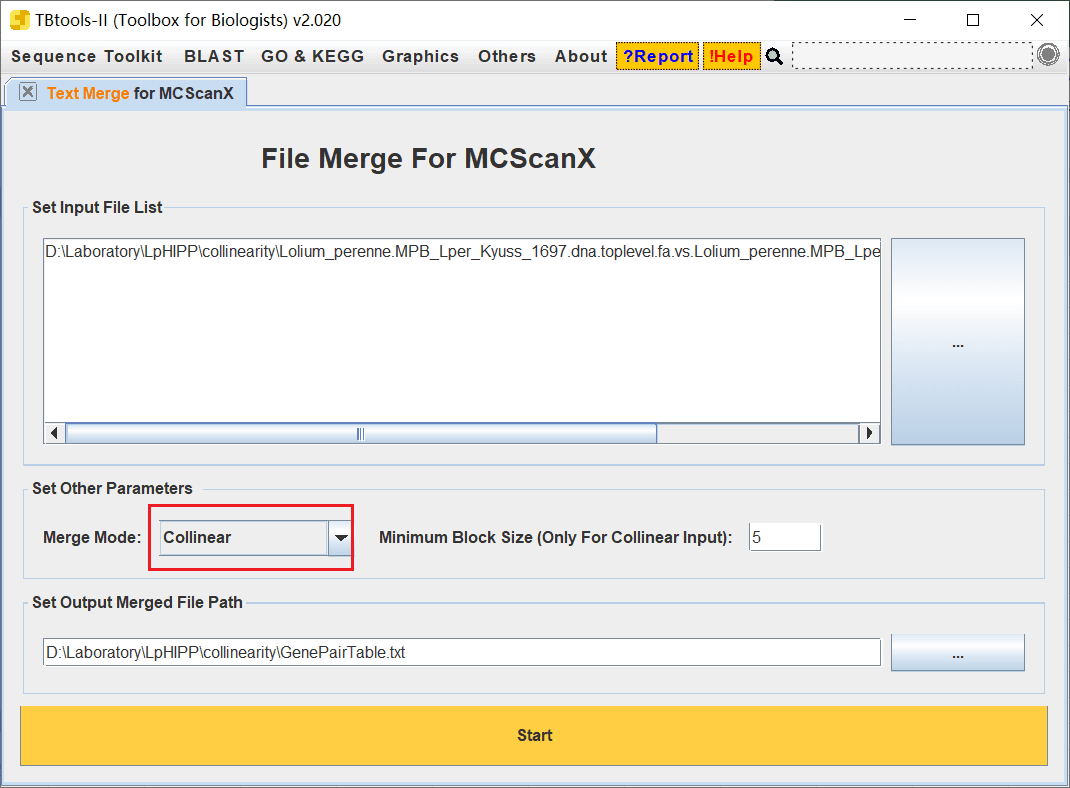 TBtools-II (Toolbox for Biologists) v2.020
Sequence Toolkit BLAST GO & KEGG Graphics Others About ?Report !Help
Text Merge for MCScanX
File Merge For MCScanX
Set Input File List
D:\Laboratory\LpHIPP\collinearity\Lolium_perenne.MPB_Lper_Kyuss_1697.dna.toplevel.fa.vs.Lolium_perenne.MPB_Lpe
...
Set Other Parameters
Merge Mode: Collinear Minimum Block Size (Only For Collinear Input): 5
Set Output Merged File Path
D:\Laboratory\LpHIPP\collinearity\GenePairTable.txt ...
Start